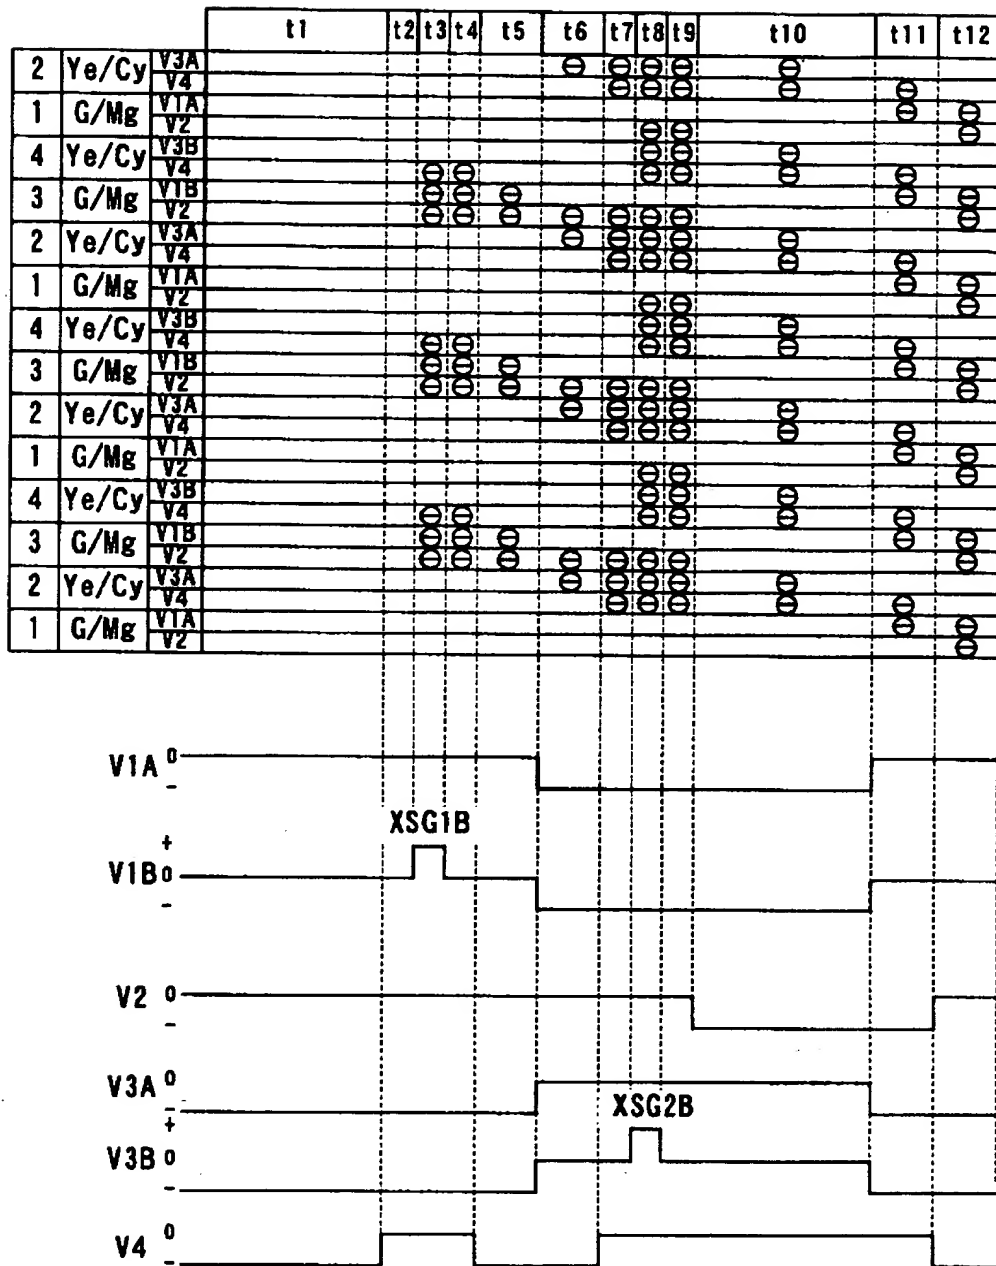 t1 t2 t3 t4 t5 t6 t7 t8 t9 t10 t11 t12
2 Ye/Cy V3A
V4
1 G/Mg V1A
V2
4 Ye/Cy V3B
V4
3 G/Mg V1B
V2
2 Ye/Cy V3A
V4
1 G/Mg V1A
V2
4 Ye/Cy V3B
V4
3 G/Mg V1B
V2
2 Ye/Cy V3A
V4
1 G/Mg V1A
V2
4 Ye/Cy V3B
V4
3 G/Mg V1B
V2
2 Ye/Cy V3A
V4
1 G/Mg V1A
V2
V1A 0
-
XSG1B
+
V1B 0
-
V2 0
-
V3A 0
-
XSG2B
+
V3B 0
-
V4 0
-